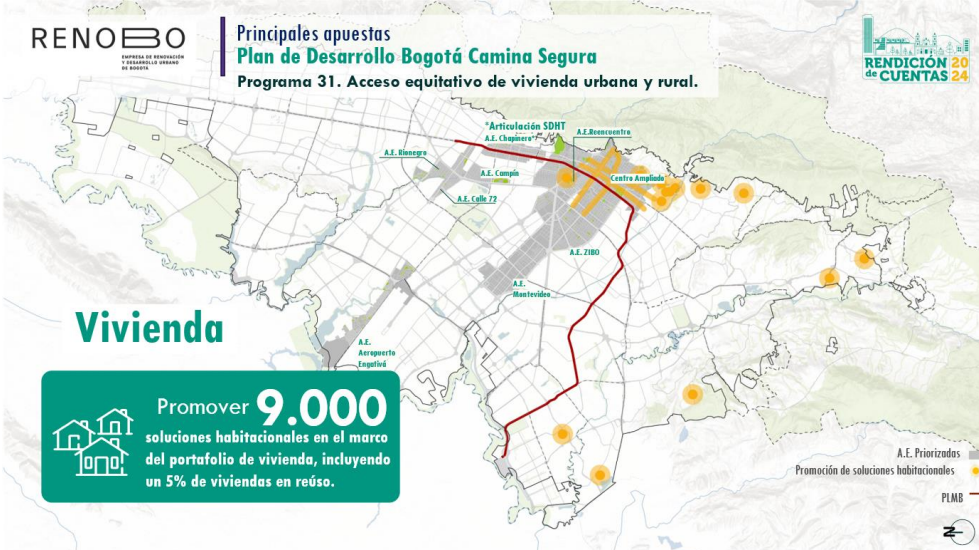 RENOBO
EMPRESA DE RENOVACIÓN
Y DESARROLLO URBANO
DE BOGOTÁ
Principales apuestas
Plan de Desarrollo Bogotá Camina Segura
Programa 31. Acceso equitativo de vivienda urbana y rural.
RENDICIÓN
de CUENTAS
20
24
*Articulación SDHT
A.E. Chapinero
A.E.Reencuentro
A.E. Rionegro
A.E. Campín
Centro Ampliado
A.E. Calle 72
A.E. ZIBO
A.E.
Montevideo
A.E.
Aeropuerto
Engativá
Vivienda
Promover 9.000
soluciones habitacionales en el marco
del portafolio de vivienda, incluyendo
un 5% de viviendas en reúso.
A.E. Priorizadas
Promoción de soluciones habitacionales
PLMB